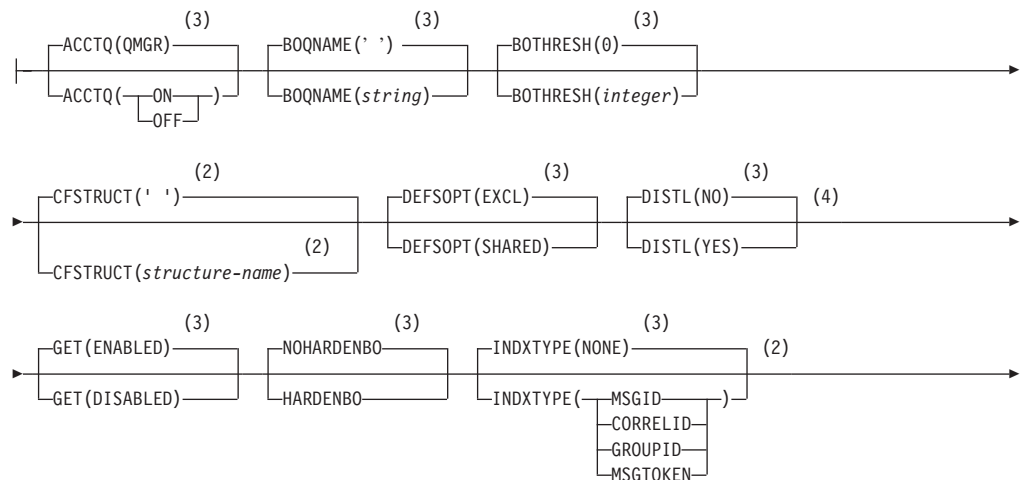 (3) (3) (3)
ACCTQ(QMGR) BOQNAME(’ ’) BOTHRESH(0)
ACCTQ( ON ) BOQNAME(string) BOTHRESH(integer)
OFF
(2) (3) (3)
CFSTRUCT(' ') DEFSOPT(EXCL) DISTL(NO) (4)
(2) DEFSOPT(SHARED) DISTL(YES)
CFSTRUCT(structure-name)
(3) (3) (3)
GET(ENABLED) NOHARDENBO INDXTYPE(NONE) (2)
GET(DISABLED) HARDENBO INDXTYPE( MSGID )
CORRELID
GROUPID
MSGTOKEN